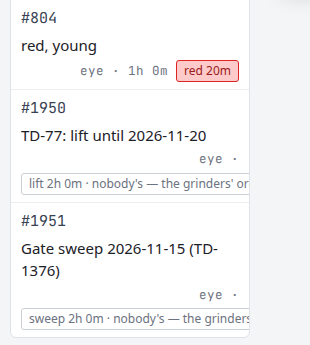 #804
red, young
eye · 1h 0m red 20m
#1950
TD-77: lift until 2026-11-20
eye ·
lift 2h 0m · nobody's — the grinders' or
#1951
Gate sweep 2026-11-15 (TD-
1376)
eye ·
sweep 2h 0m · nobody's — the grinders